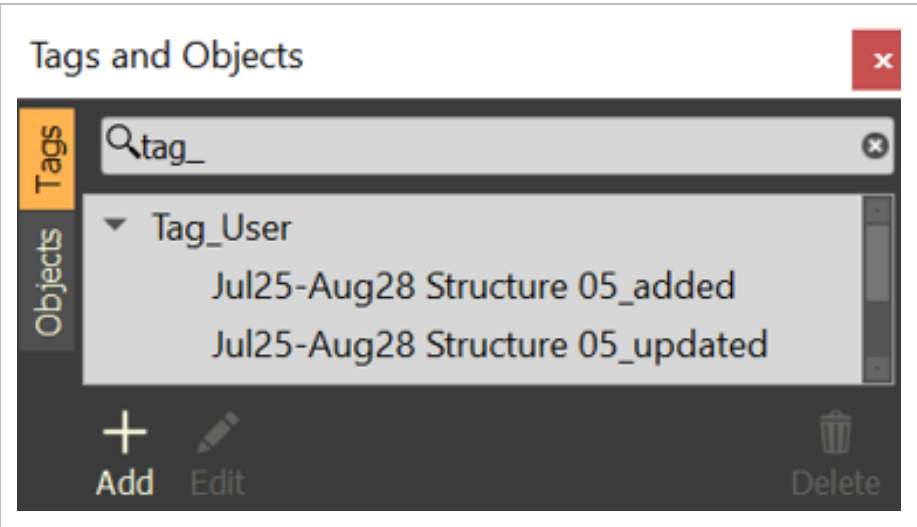 Tags and Objects
x
Tags
tag_
Tag_User
Objects
Jul25-Aug28 Structure 05_added
Jul25-Aug28 Structure 05_updated
Add
Edit
Delete